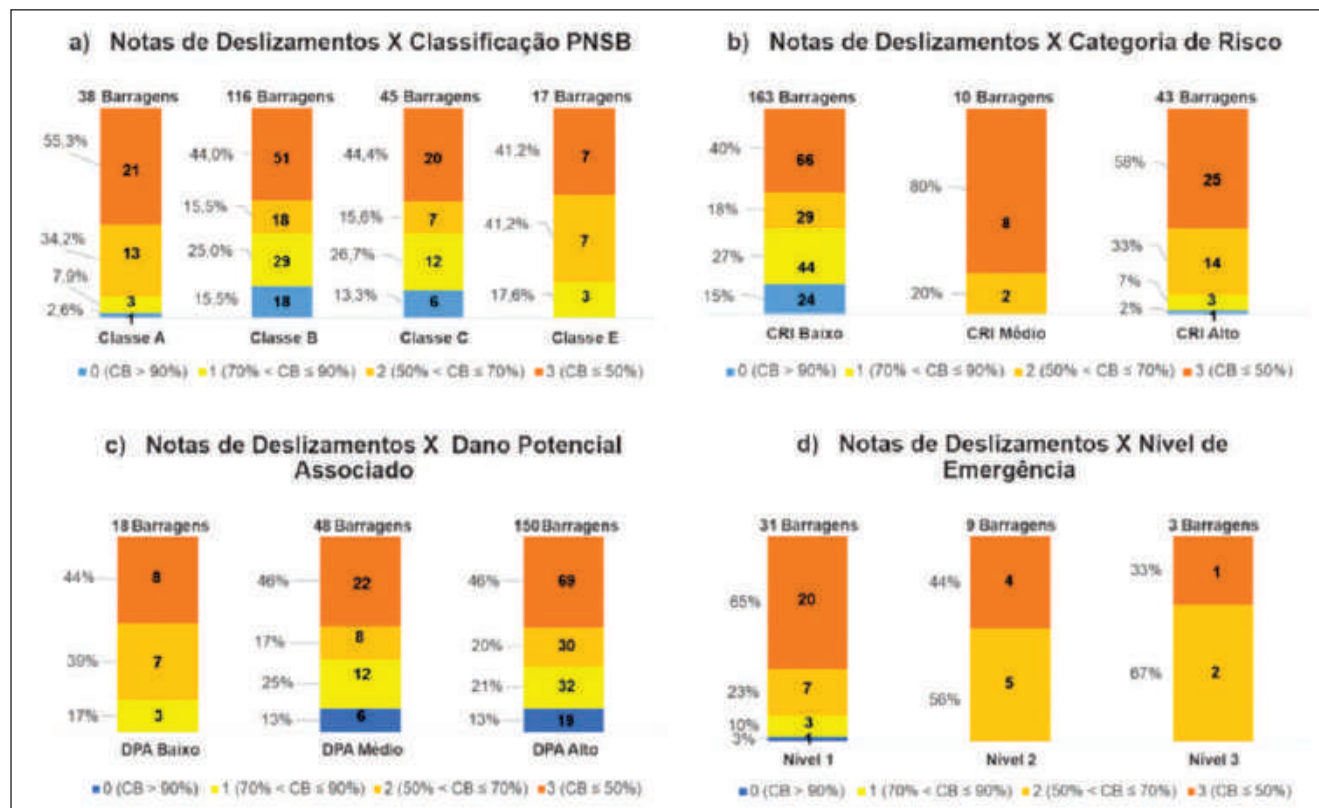 a) Notas de Deslizamentos X Classificação PNSB
38 Barragens 116 Barragens 45 Barragens 17 Barragens
55,3% 21 44,0% 51 44,4% 20 41,2% 7
34,2% 13 15,5% 18 15,6% 7 41,2% 7
7,9% 3 25,0% 29 26,7% 12 17,6% 3
2,6% 1 15,5% 18 13,3% 6
Classe A Classe B Classe C Classe E
0 (CB > 90%) 1 (70% < CB ≤ 90%) 2 (50% < CB ≤ 70%) 3 (CB ≤ 50%)
b) Notas de Deslizamentos X Categoria de Risco
163 Barragens 10 Barragens 43 Barragens
40% 66 80% 8 58% 25
18% 29 20% 2 33% 14
27% 44 7% 3
15% 24 2% 1
CRI Baixo CRI Médio CRI Alto
0 (CB > 90%) 1 (70% < CB ≤ 90%) 2 (50% < CB ≤ 70%) 3 (CB ≤ 50%)
c) Notas de Deslizamentos X Dano Potencial
Associado
18 Barragens 48 Barragens 150 Barragens
44% 8 46% 22 46% 69
39% 7 17% 8 20% 30
17% 3 25% 12 21% 32
13% 6 13% 19
DPA Baixo DPA Médio DPA Alto
0 (CB > 90%) 1 (70% < CB ≤ 90%) 2 (50% < CB ≤ 70%) 3 (CB ≤ 50%)
d) Notas de Deslizamentos X Nivel de
Emergência
31 Barragens 9 Barragens 3 Barragens
65% 20 44% 4 33% 1
23% 7 56% 5 67% 2
10% 3
3% 1
Nivel 1 Nivel 2 Nivel 3
0 (CB > 90%) 1 (70% < CB ≤ 90%) 2 (50% < CB ≤ 70%) 3 (CB ≤ 50%)